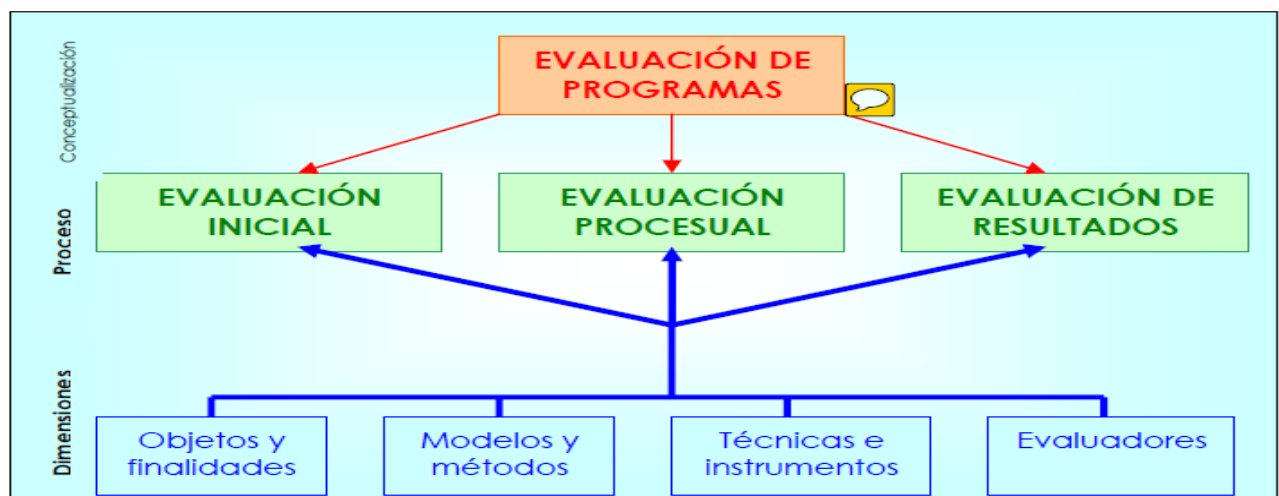 Conceptualización
EVALUACIÓN DE
PROGRAMAS
Proceso
EVALUACIÓN
INICIAL
EVALUACIÓN
PROCESUAL
EVALUACIÓN DE
RESULTADOS
Dimensiones
Objetos y
finalidades
Modelos y
métodos
Técnicas e
instrumentos
Evaluadores